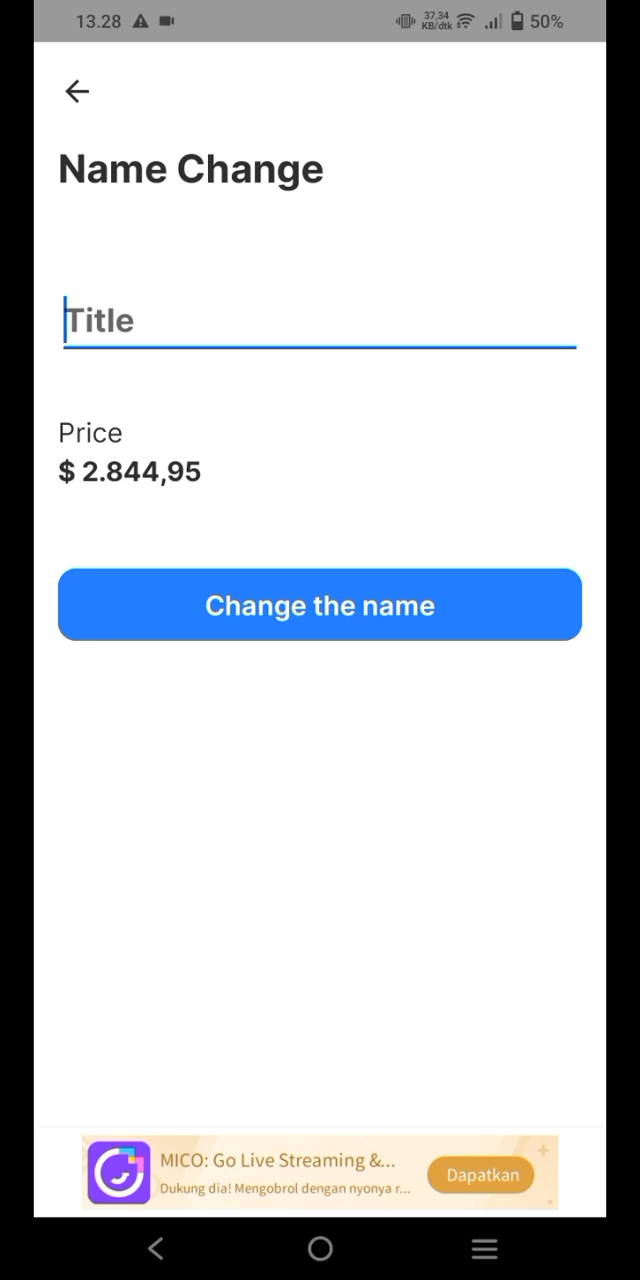 13.28
37,34
KB/dtk
50%
Name Change
Title
Price
$ 2.844,95
Change the name
MICO: Go Live Streaming &...
Dukung dia! Mengobrol dengan nyonya r...
Dapatkan